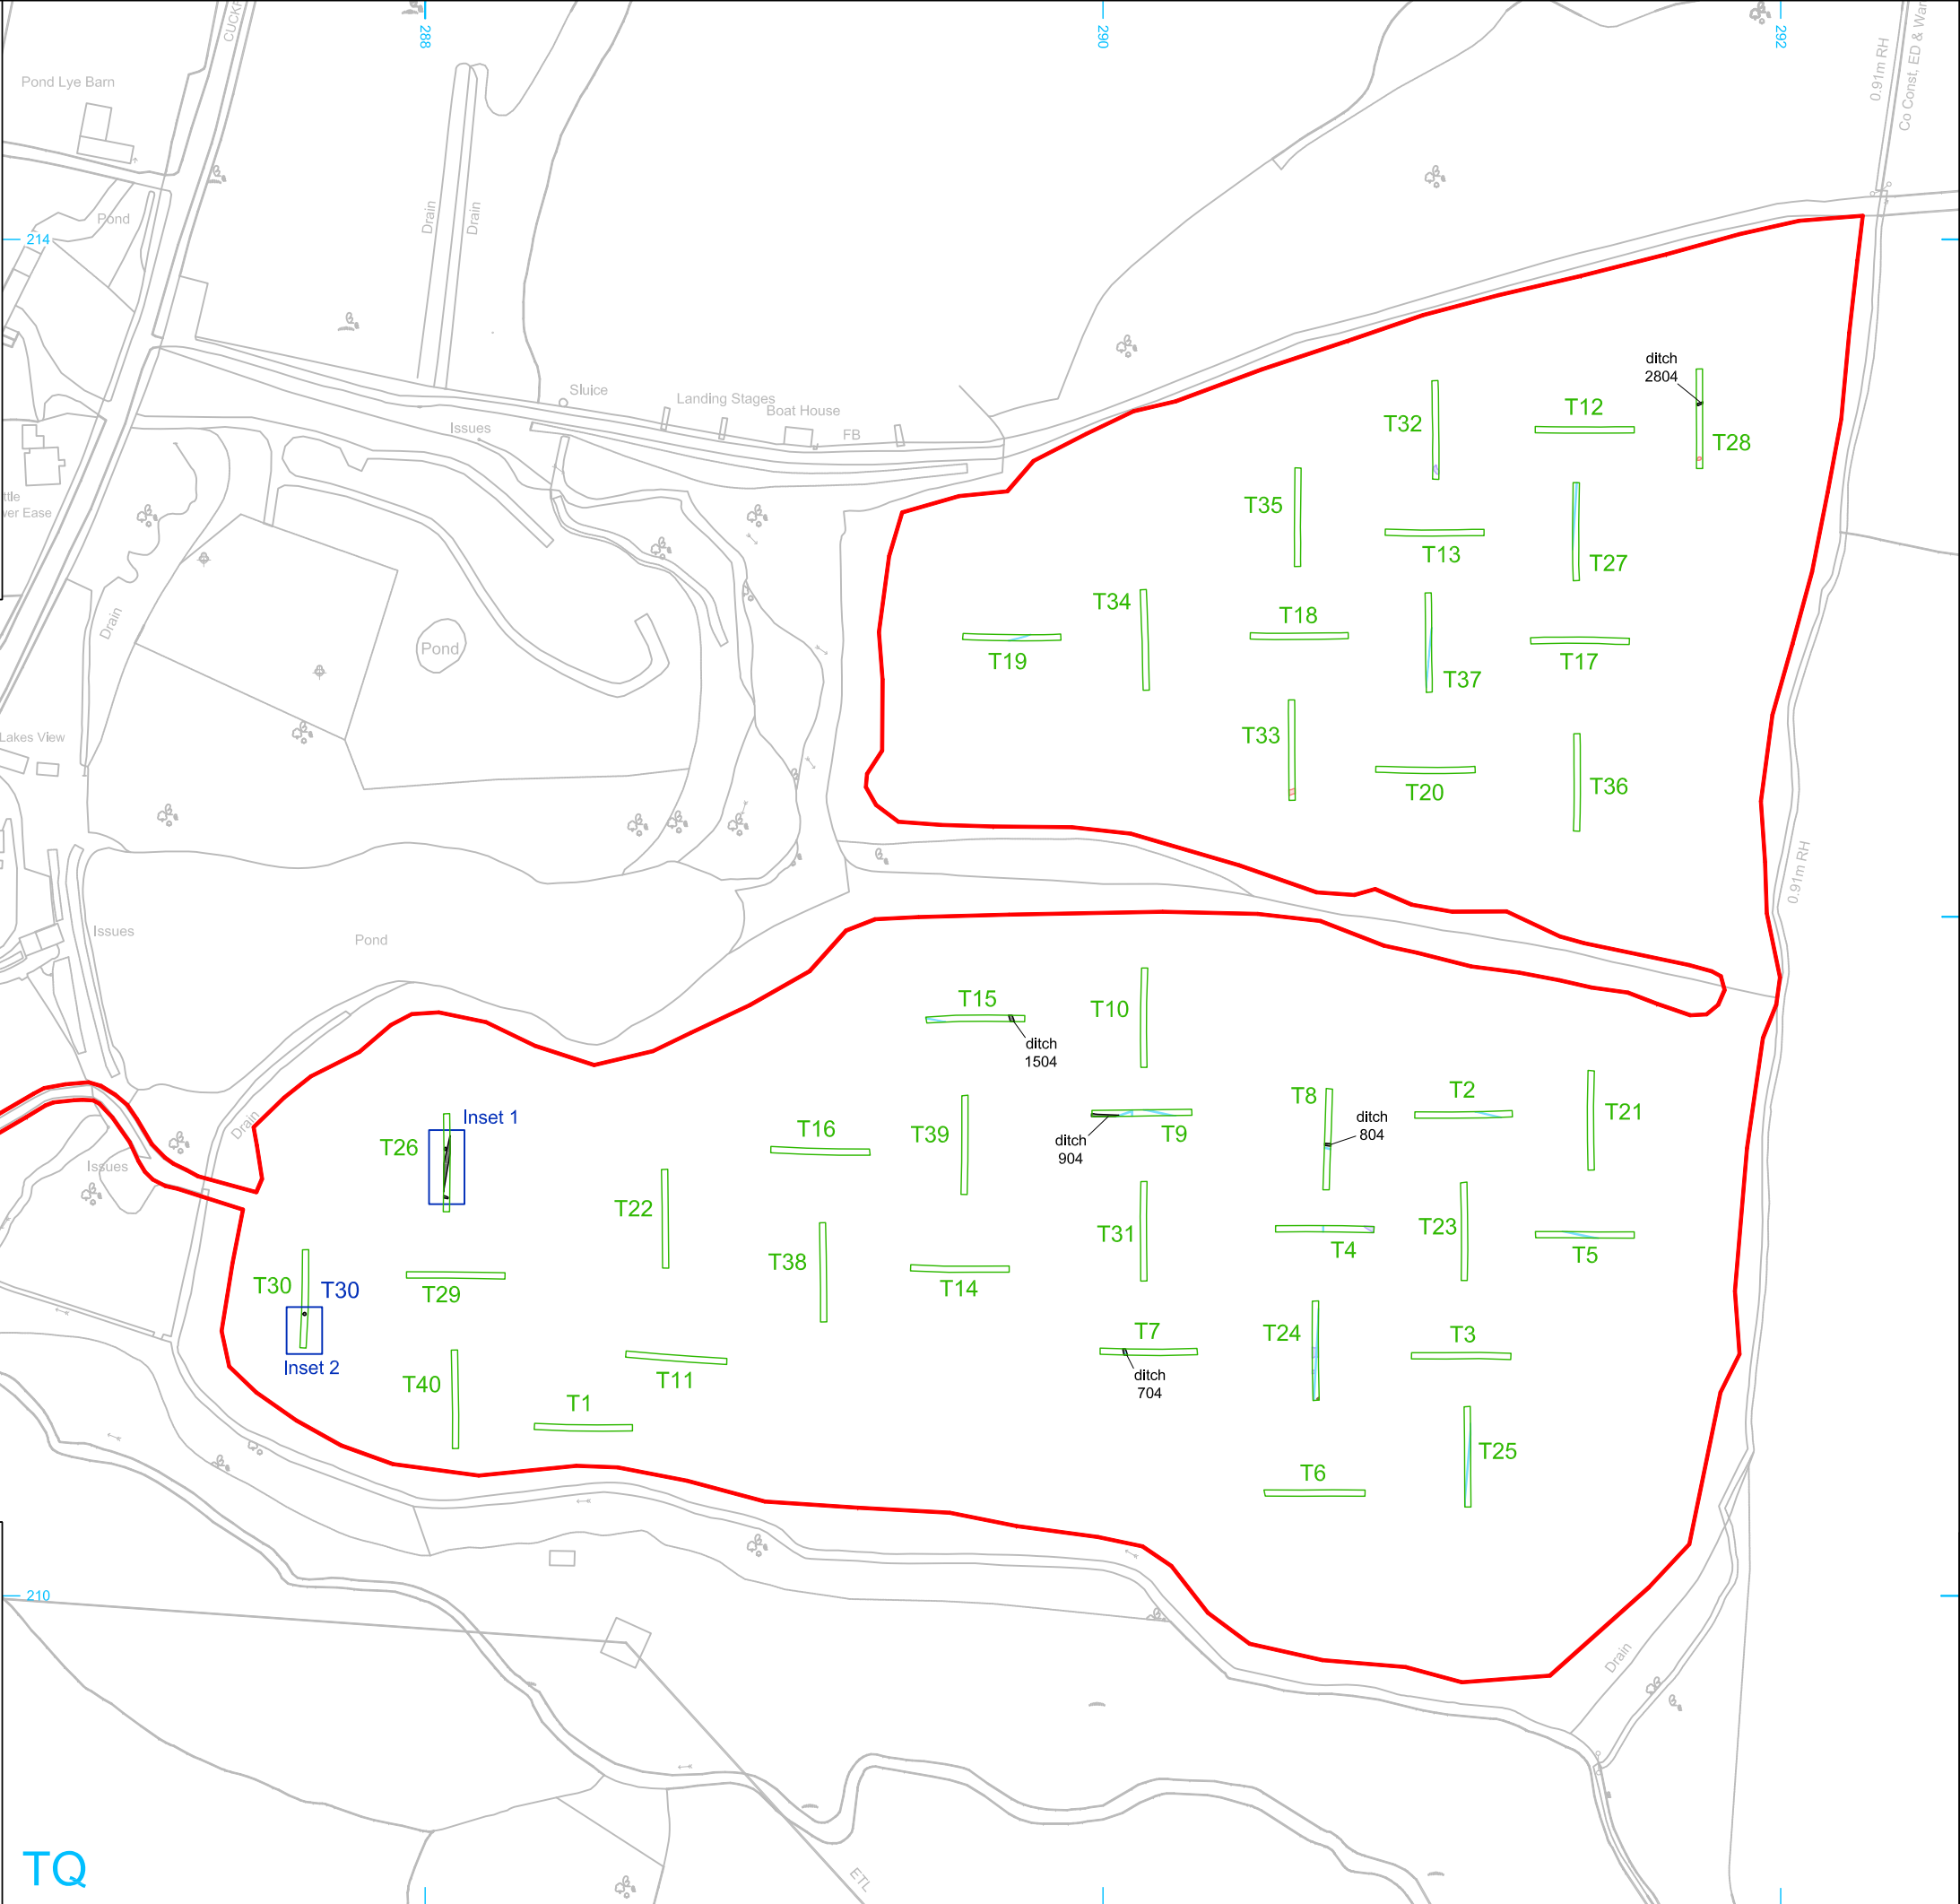 288
290
292
CUCKF
0.91m RH
Co Const, ED & War
Pond Lye Barn
Pond
Drain
Drain
214
ditch
2804
Sluice
Landing Stages
Boat House
FB
Issues
T32
T12
T28
T35
T13
T27
ttle
wer Ease
T34
T18
T19
T37
T17
Drain
Pond
T33
T20
T36
Lakes View
0.91m RH
Issues
Pond
T15
T10
ditch
1504
Drain
Inset 1
T26
T16
T39
T9
ditch
904
T8
ditch
804
T2
T21
Issues
T22
T38
T14
T31
T4
T23
T5
T30
T30
T29
Inset 2
T40
T1
T11
T7
ditch
704
T24
T3
T25
T6
210
Drain
ETL
TQ